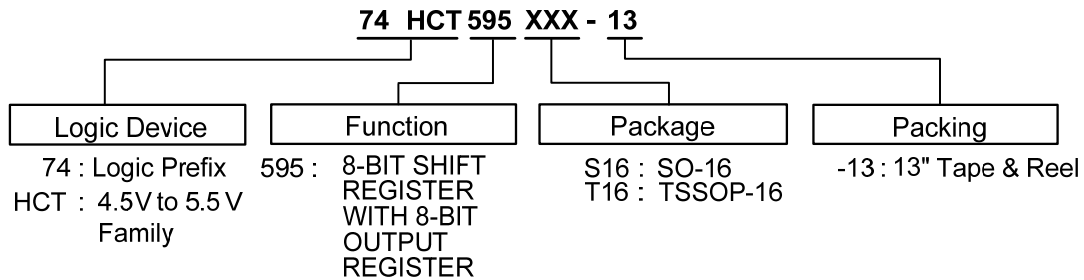 74 HCT 595 XXX - 13
Logic Device
74 : Logic Prefix
HCT : 4.5V to 5.5 V
Family
Function
595 : 8-BIT SHIFT
REGISTER
WITH 8-BIT
OUTPUT
REGISTER
Package
S16 : SO-16
T16 : TSSOP-16
Packing
-13 : 13" Tape & Reel